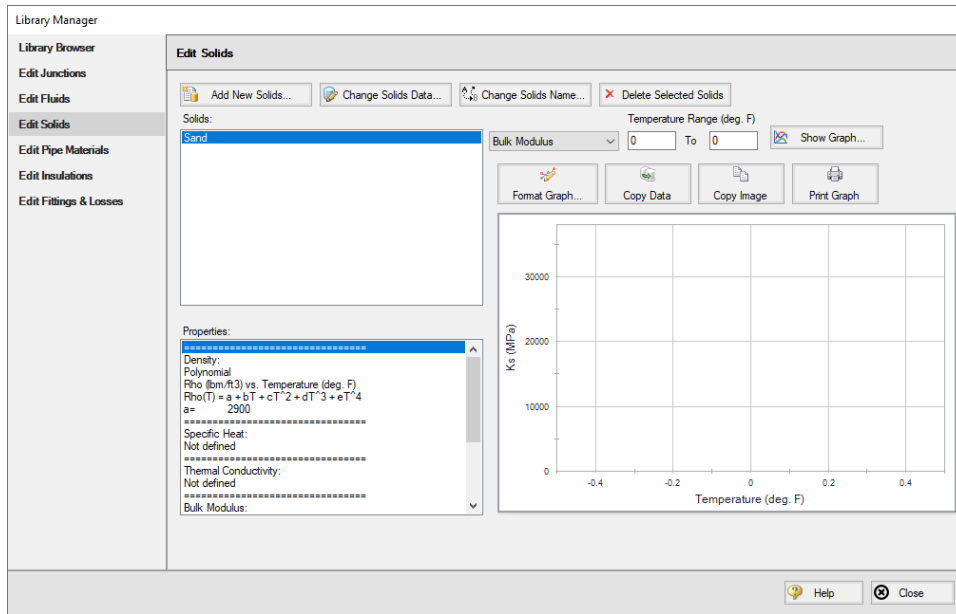 Library Manager
Library Browser
Edit Junctions
Edit Fluids
Edit Solids
Edit Pipe Materials
Edit Insulations
Edit Fittings & Losses
Edit Solids
Add New Solids...
Change Solids Data...
Change Solids Name...
Delete Selected Solids
Solids:
Sand
Temperature Range (deg. F)
Bulk Modulus
0 To 0
Show Graph...
Format Graph...
Copy Data
Copy Image
Print Graph
Properties:
================================
Density:
Polynomial
Rho (lbm/ft3) vs. Temperature (deg. F)
Rho(T) = a + bT + cT^2 + dT^3 + eT^4
a= 2900
================================
Specific Heat:
Not defined
================================
Thermal Conductivity:
Not defined
================================
Bulk Modulus:
Ks (MPa)
30000
20000
10000
0
-0.4 -0.2 0 0.2 0.4
Temperature (deg. F)
Help
Close